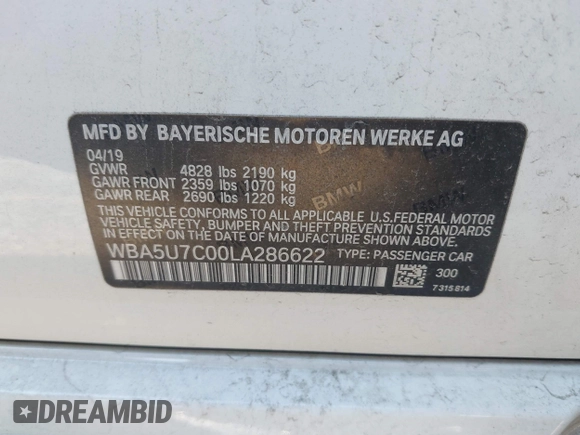 MFD BY BAYERISCHE MOTOREN WERKE AG
04/19
GVWR 4828 lbs 2190 kg
GAWR FRONT 2359 lbs 1070 kg
GAWR REAR 2690 lbs 1220 kg
BMW
THIS VEHICLE CONFORMS TO ALL APPLICABLE U.S.FEDERAL MOTOR
VEHICLE SAFETY, BUMPER, AND THEFT PREVENTION STANDARDS
IN EFFECT ON THE DATE OF MANUFACTURE SHOWN ABOVE.
WBA5U7C00LA286622 TYPE: PASSENGER CAR
300
7315814
DREAMBID